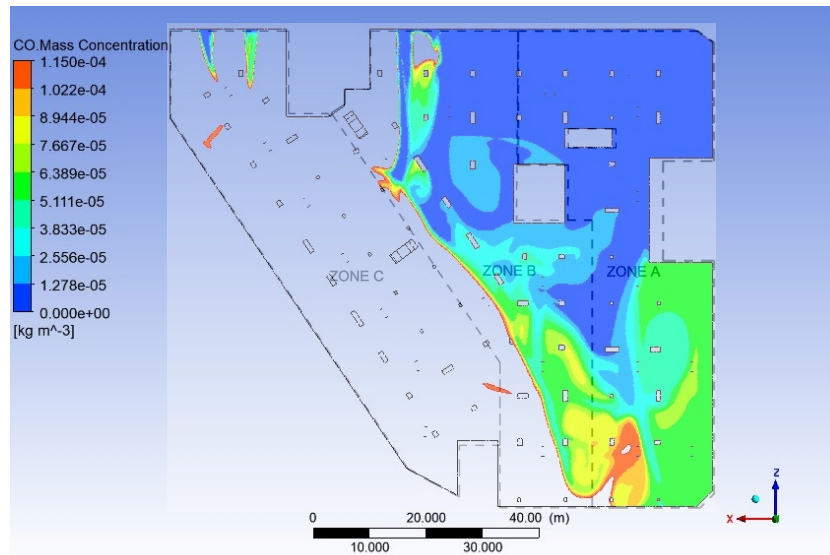 CO.Mass Concentration
1.150e-04
1.022e-04
8.944e-05
7.667e-05
6.389e-05
5.111e-05
3.833e-05
2.556e-05
1.278e-05
0.000e+00
[kg m^-3]
ZONE C
ZONE B
ZONE A
0 20.000 40.00 (m)
10.000 30.000
Z
X